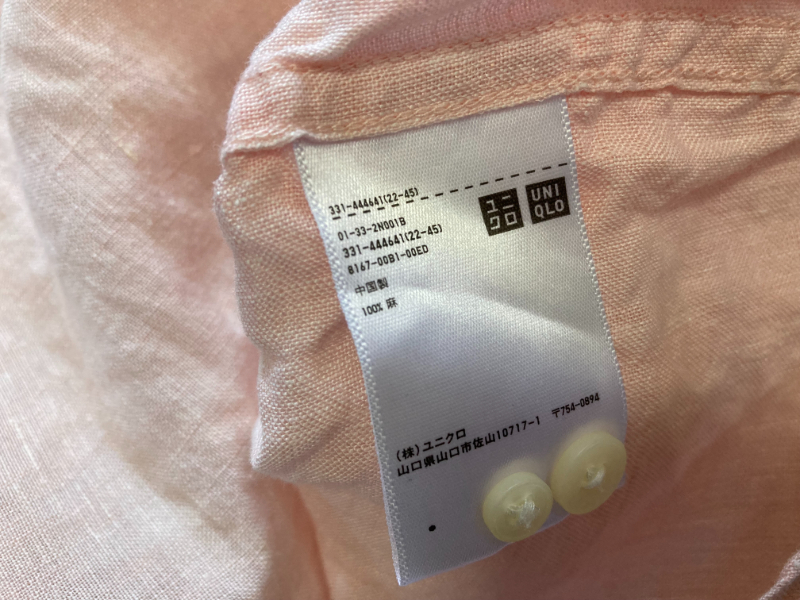 331-444641(22-45)
ユニクロ
UNIQLO
01-33-2N001B
331-444641(22-45)
8167-00B1-00ED
中国製
100% 麻
(株)ユニクロ
山口県山口市佐山10717-1 〒754-0894